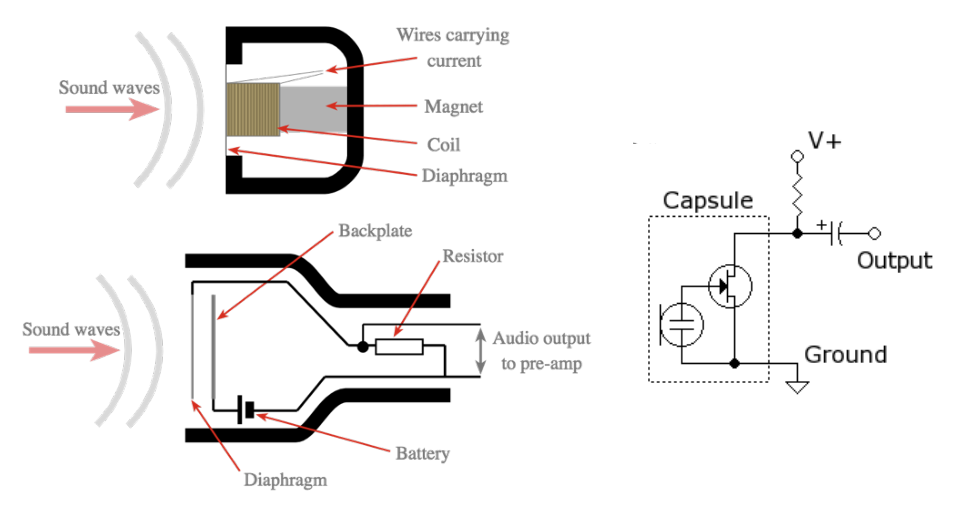 Wires carrying
current
Sound waves
Magnet
Coil
Diaphragm
Backplate
Resistor
Sound waves
Audio output
to pre-amp
Battery
Diaphragm
V+
Capsule
+
Output
Ground